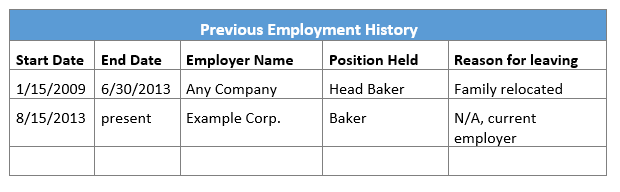 Previous Employment History
Start Date End Date Employer Name Position Held Reason for leaving
1/15/2009 6/30/2013 Any Company Head Baker Family relocated
8/15/2013 present Example Corp. Baker N/A, current
employer